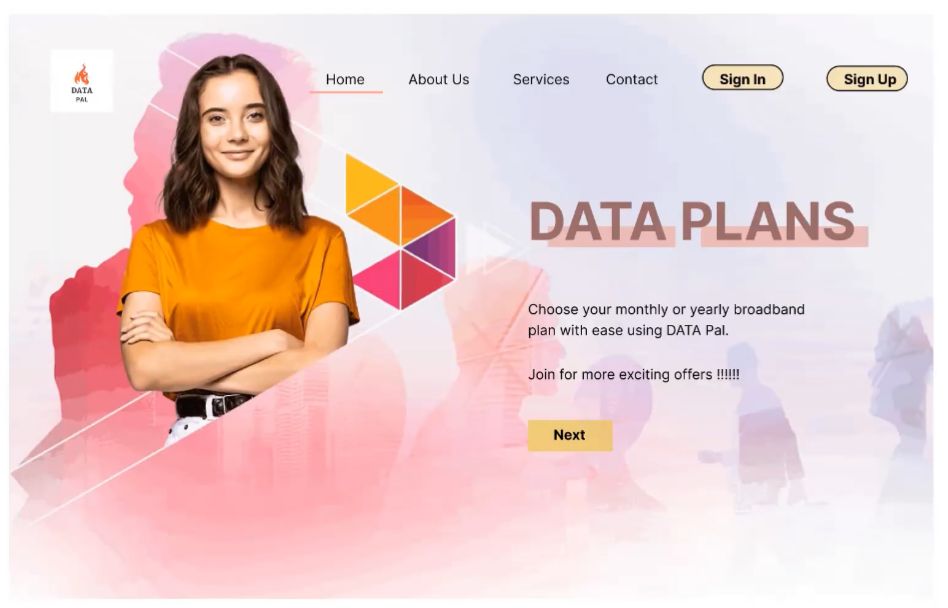 DATA
PAL
Home
About Us
Services
Contact
Sign In
Sign Up
DATA PLANS
Choose your monthly or yearly broadband
plan with ease using DATA Pal.
Join for more exciting offers !!!!!!
Next